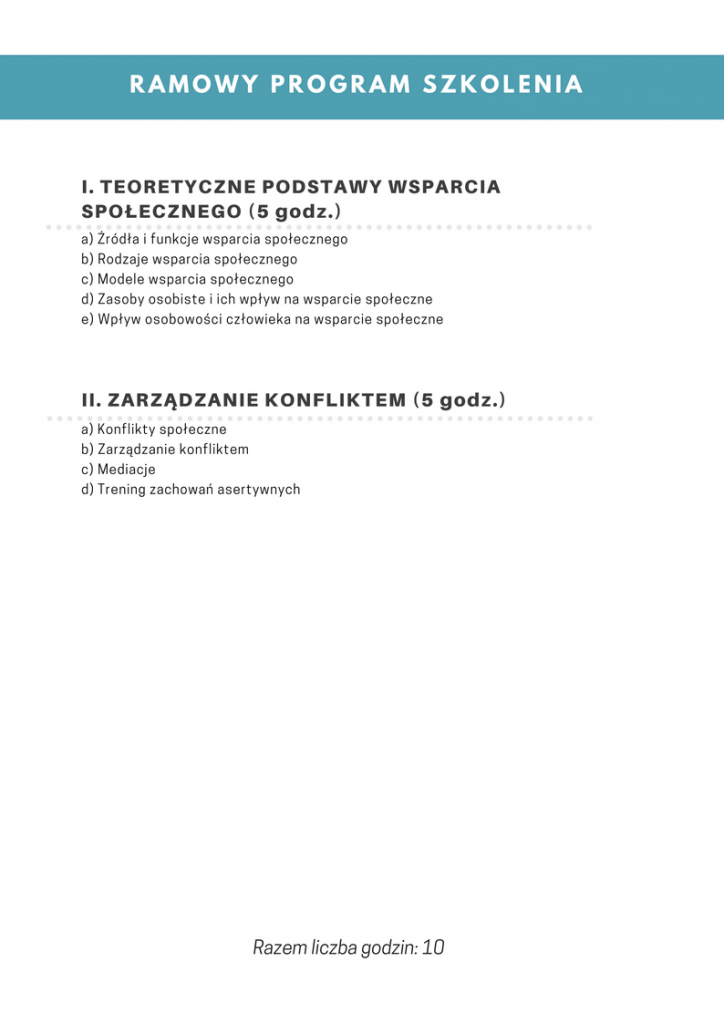 RAMOWY PROGRAM SZKOLENIA
I. TEORETYCZNE PODSTAWY WSPARCIA
SPOŁECZNEGO (5 godz.)
a) Źródła i funkcje wsparcia społecznego
b) Rodzaje wsparcia społecznego
c) Modele wsparcia społecznego
d) Zasoby osobiste i ich wpływ na wsparcie społeczne
e) Wpływ osobowości człowieka na wsparcie społeczne
II. ZARZĄDZANIE KONFLIKTEM (5 godz.)
a) Konflikty społeczne
b) Zarządzanie konfliktem
c) Mediacje
d) Trening zachowań asertywnych
Razem liczba godzin: 10